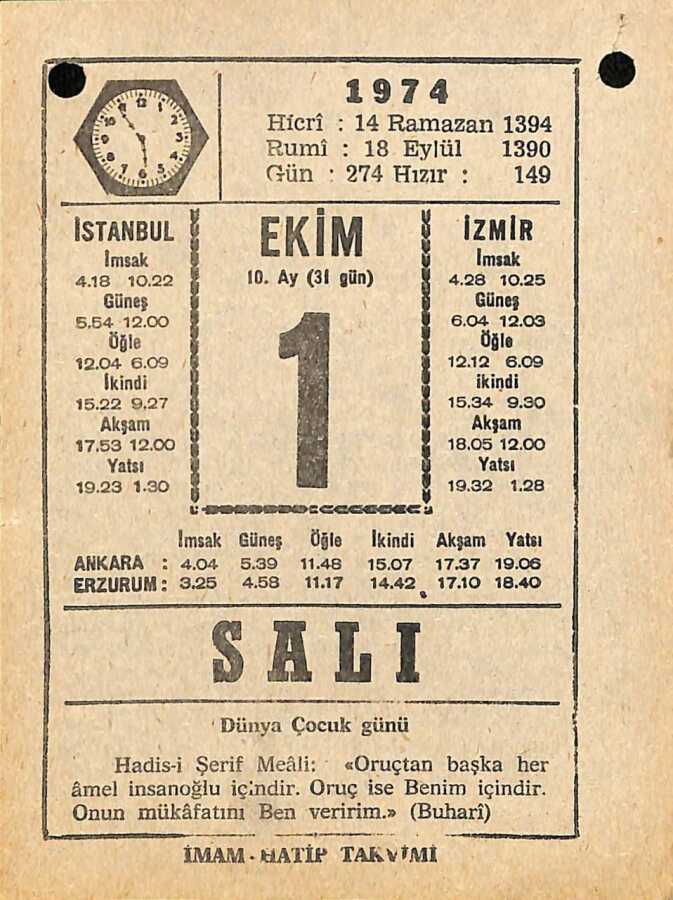 1974
Hicrî : 14 Ramazan 1394
Rumî : 18 Eylül 1390
Gün : 274 Hızır : 149
İSTANBUL
İmsak
4.18 10.22
Güneş
5.54 12.00
Öğle
12.04 6.09
İkindi
15.22 9.27
Akşam
17.53 12.00
Yatsı
19.23 1.30
EKİM
10. Ay (31 gün)
1
İZMİR
İmsak
4.28 10.25
Güneş
6.04 12.03
Öğle
12.12 6.09
ikindi
15.34 9.30
Akşam
18.05 12.00
Yatsı
19.32 1.28
İmsak Güneş Öğle İkindi Akşam Yatsı
ANKARA : 4.04 5.39 11.48 15.07 17.37 19.06
ERZURUM : 3.25 4.58 11.17 14.42 17.10 18.40
SALI
Dünya Çocuk günü
Hadis-i Şerif Meâli: «Oruçtan başka her
âmel insanoğlu içindir. Oruç ise Benim içindir.
Onun mükâfatını Ben veririm.» (Buharî)
İMAM - HATİP TAKVİMİ